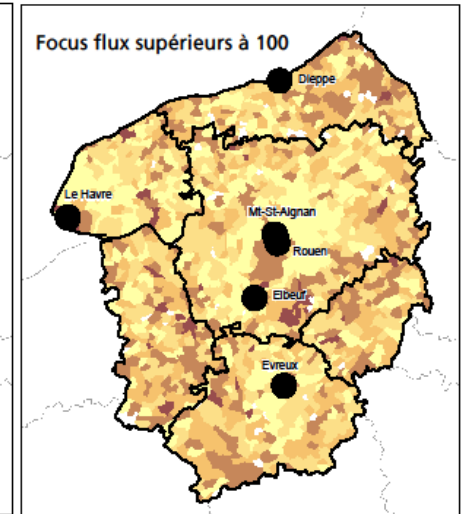 Focus flux supérieurs à 100
Dieppe
Le Havre
Mt-St-Aignan
Rouen
Elbeuf
Evreux